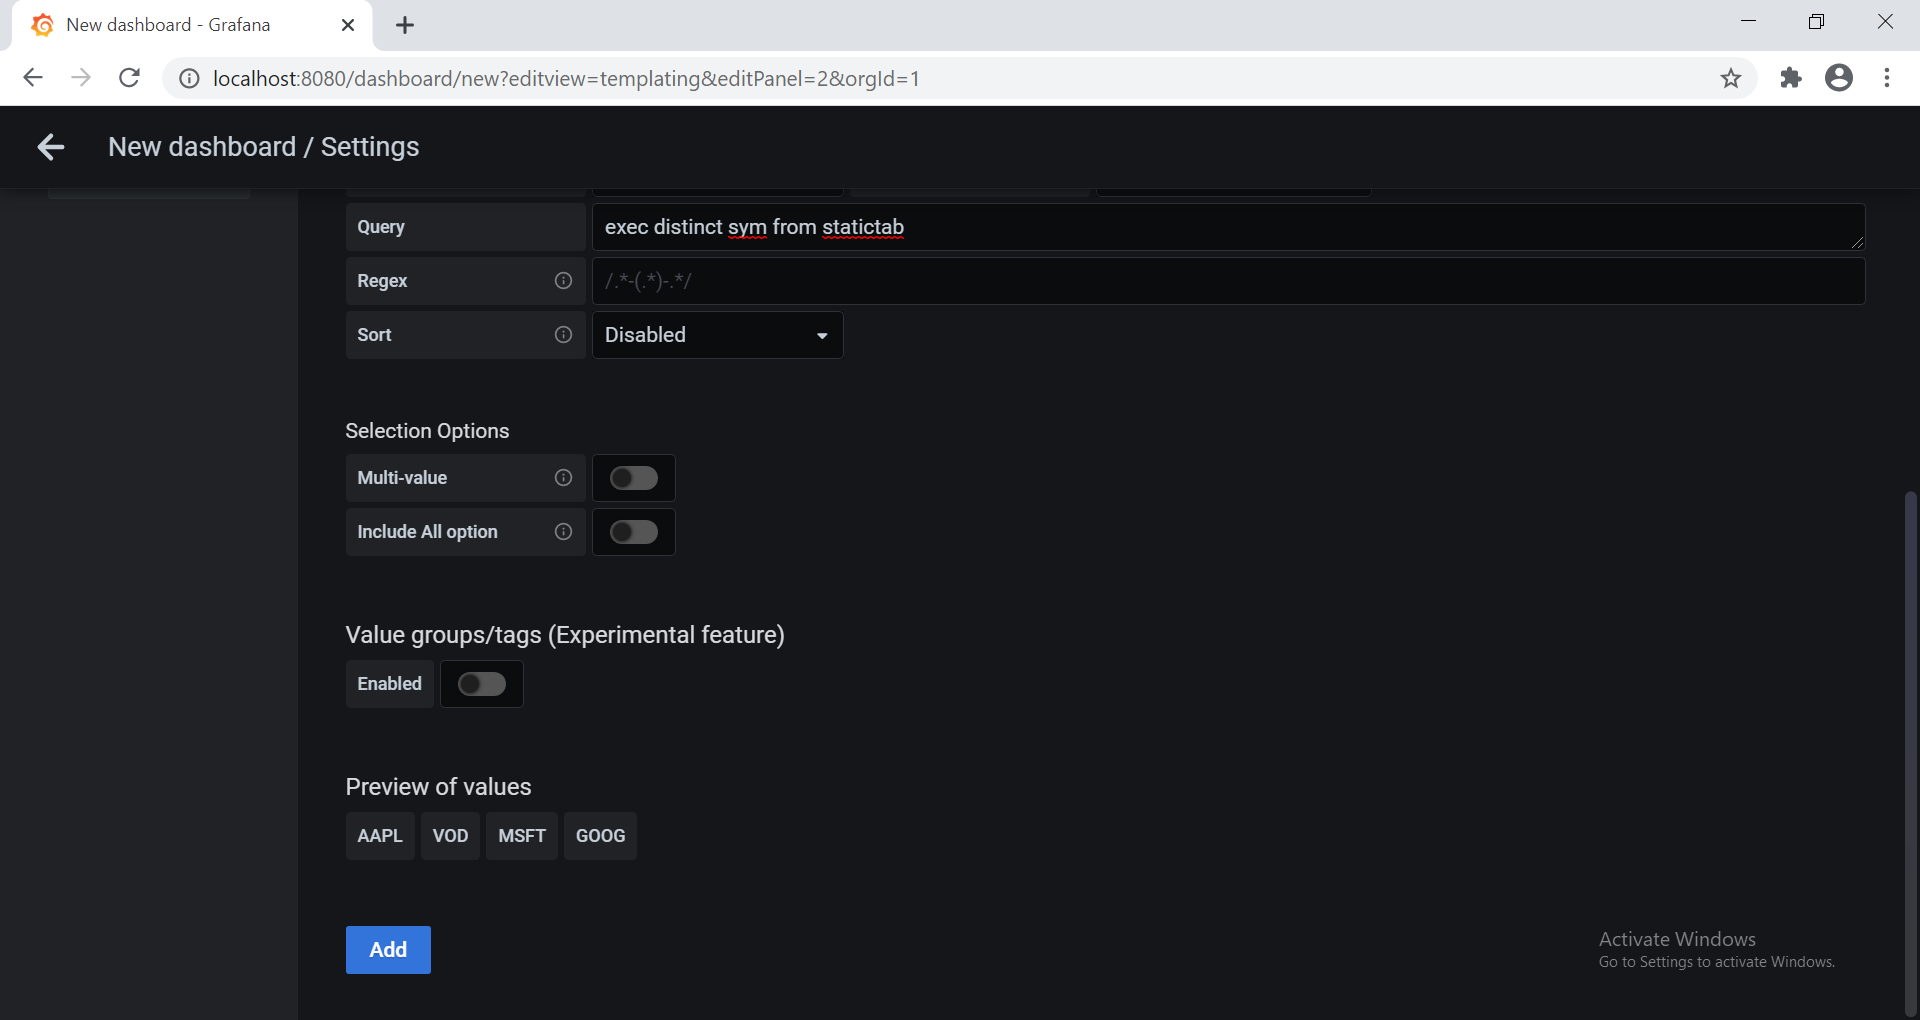 New dashboard - Grafana
localhost:8080/dashboard/new?editview=templating&editPanel=2&orgId=1
New dashboard / Settings
Query
exec distinct sym from statictab
Regex
/.*-(.*)-.*/
Sort
Disabled
Selection Options
Multi-value
Include All option
Value groups/tags (Experimental feature)
Enabled
Preview of values
AAPL VOD MSFT GOOG
Add
Activate Windows
Go to Settings to activate Windows.